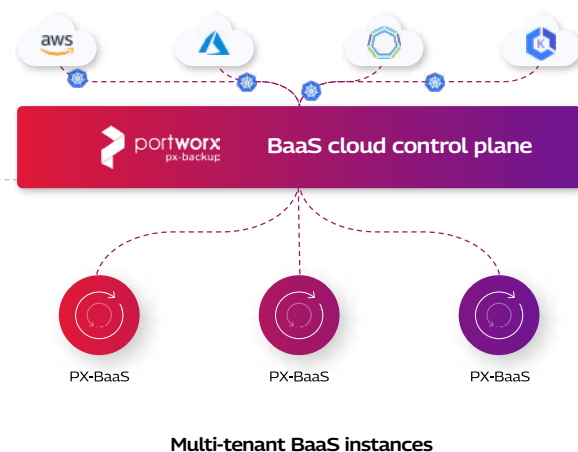 aws
K
portworx
px-backup
BaaS cloud control plane
PX-BaaS
PX-BaaS
PX-BaaS
Multi-tenant BaaS instances